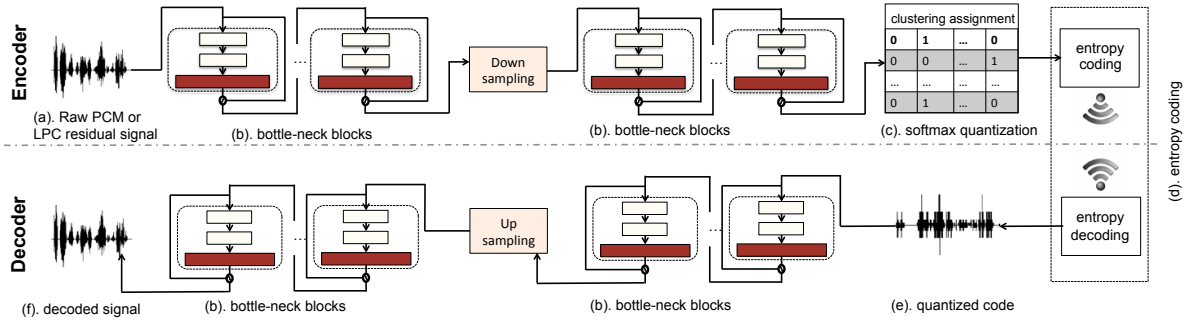 Encoder
(a). Raw PCM or
LPC residual signal
...
(b). bottle-neck blocks
Down
sampling
...
(b). bottle-neck blocks
clustering assignment
0 1 ... 0
0 0 ... 1
... ... ... ...
0 1 ... 0
(c). softmax quantization
entropy
coding
(d). entropy coding
Decoder
(f). decoded signal
...
(b). bottle-neck blocks
Up
sampling
...
(b). bottle-neck blocks
(e). quantized code
entropy
decoding